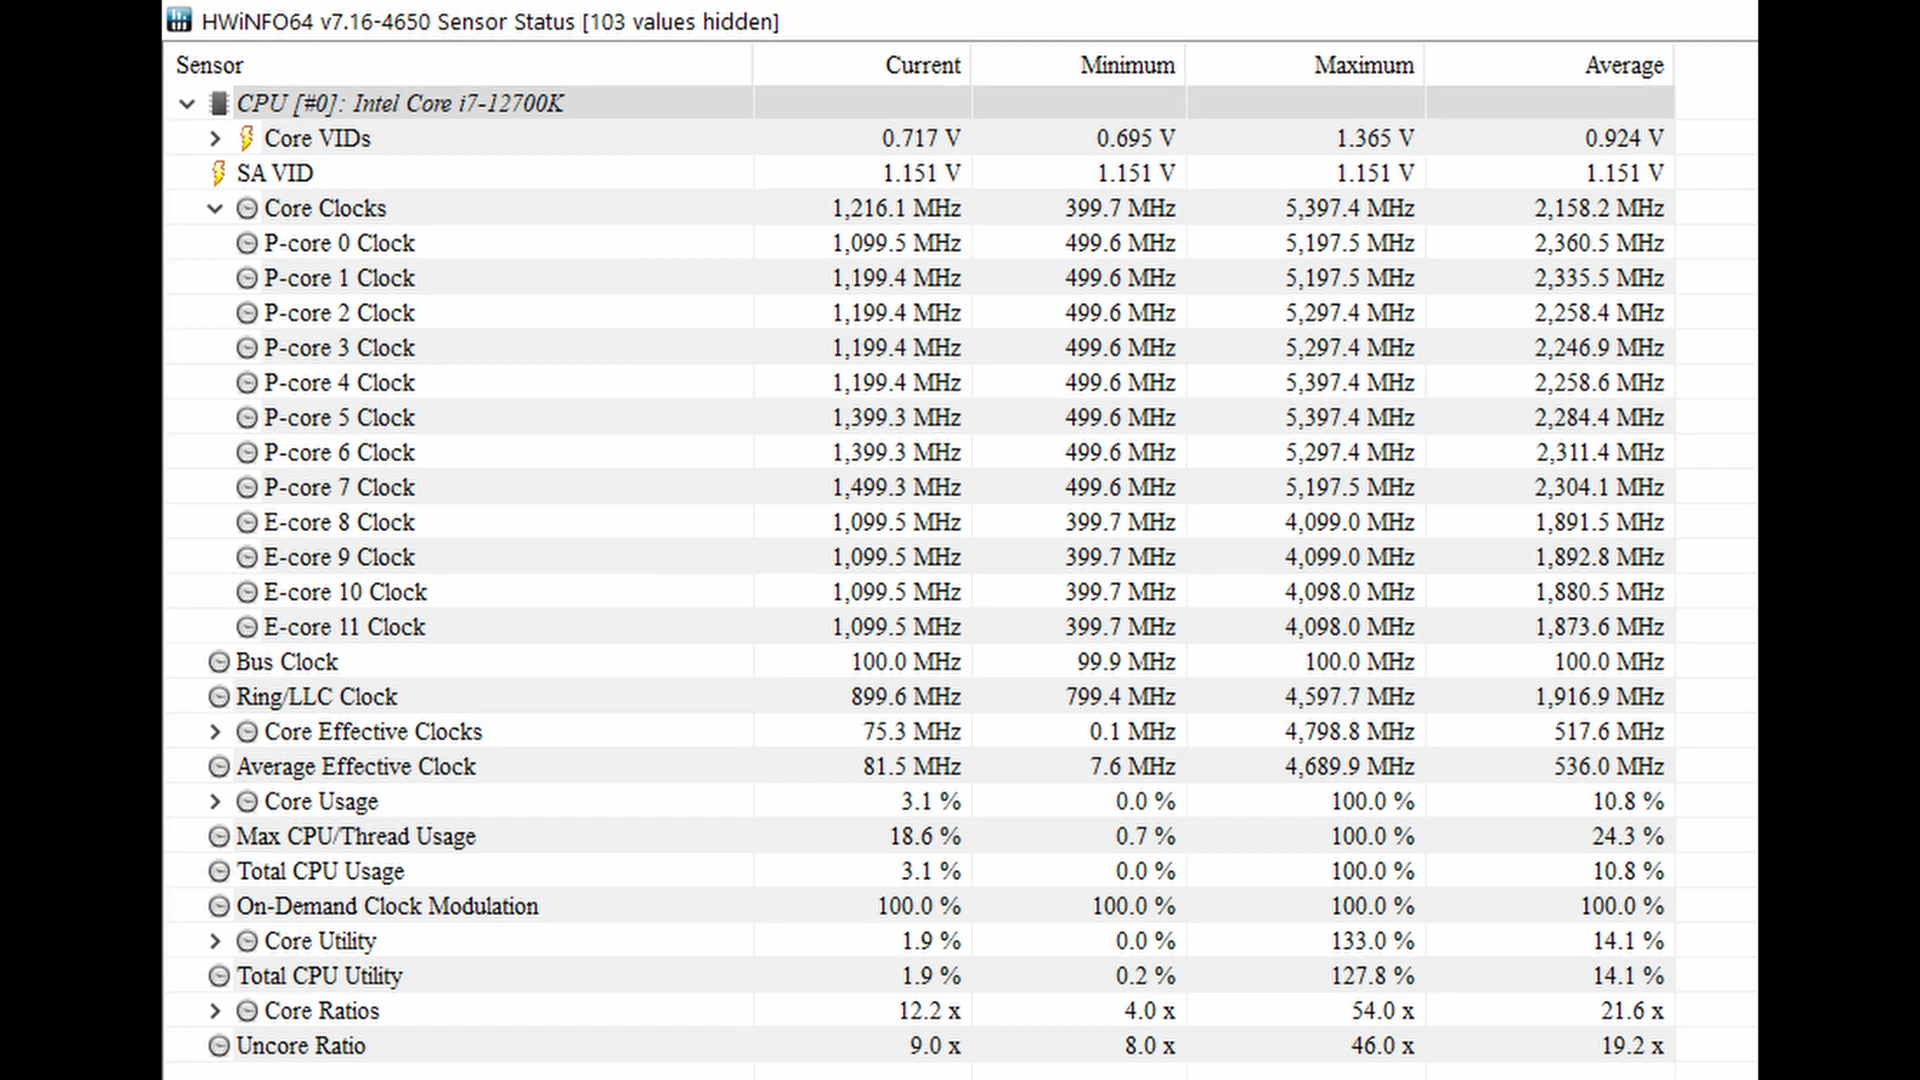 HWiNFO64 v7.16-4650 Sensor Status [103 values hidden]
Sensor Current Minimum Maximum Average
CPU [#0]: Intel Core i7-12700K
Core VIDs 0.717 V 0.695 V 1.365 V 0.924 V
SA VID 1.151 V 1.151 V 1.151 V 1.151 V
Core Clocks 1,216.1 MHz 399.7 MHz 5,397.4 MHz 2,158.2 MHz
P-core 0 Clock 1,099.5 MHz 499.6 MHz 5,197.5 MHz 2,360.5 MHz
P-core 1 Clock 1,199.4 MHz 499.6 MHz 5,197.5 MHz 2,335.5 MHz
P-core 2 Clock 1,199.4 MHz 499.6 MHz 5,297.4 MHz 2,258.4 MHz
P-core 3 Clock 1,199.4 MHz 499.6 MHz 5,297.4 MHz 2,246.9 MHz
P-core 4 Clock 1,199.4 MHz 499.6 MHz 5,397.4 MHz 2,258.6 MHz
P-core 5 Clock 1,399.3 MHz 499.6 MHz 5,397.4 MHz 2,284.4 MHz
P-core 6 Clock 1,399.3 MHz 499.6 MHz 5,297.4 MHz 2,311.4 MHz
P-core 7 Clock 1,499.3 MHz 499.6 MHz 5,197.5 MHz 2,304.1 MHz
E-core 8 Clock 1,099.5 MHz 399.7 MHz 4,099.0 MHz 1,891.5 MHz
E-core 9 Clock 1,099.5 MHz 399.7 MHz 4,099.0 MHz 1,892.8 MHz
E-core 10 Clock 1,099.5 MHz 399.7 MHz 4,098.0 MHz 1,880.5 MHz
E-core 11 Clock 1,099.5 MHz 399.7 MHz 4,098.0 MHz 1,873.6 MHz
Bus Clock 100.0 MHz 99.9 MHz 100.0 MHz 100.0 MHz
Ring/LLC Clock 899.6 MHz 799.4 MHz 4,597.7 MHz 1,916.9 MHz
Core Effective Clocks 75.3 MHz 0.1 MHz 4,798.8 MHz 517.6 MHz
Average Effective Clock 81.5 MHz 7.6 MHz 4,689.9 MHz 536.0 MHz
Core Usage 3.1 % 0.0 % 100.0 % 10.8 %
Max CPU/Thread Usage 18.6 % 0.7 % 100.0 % 24.3 %
Total CPU Usage 3.1 % 0.0 % 100.0 % 10.8 %
On-Demand Clock Modulation 100.0 % 100.0 % 100.0 % 100.0 %
Core Utility 1.9 % 0.0 % 133.0 % 14.1 %
Total CPU Utility 1.9 % 0.2 % 127.8 % 14.1 %
Core Ratios 12.2 x 4.0 x 54.0 x 21.6 x
Uncore Ratio 9.0 x 8.0 x 46.0 x 19.2 x